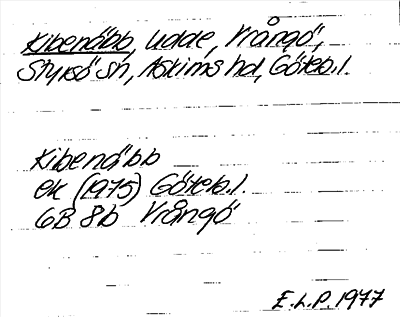 Kibenäbb, udde, Vrångö,
Styrsö sn, Askims hd, Göteb. l.
Kibenäbb
ek (1975) Göteb. l.
6B 8b Vrångö
E.L.P. 1977